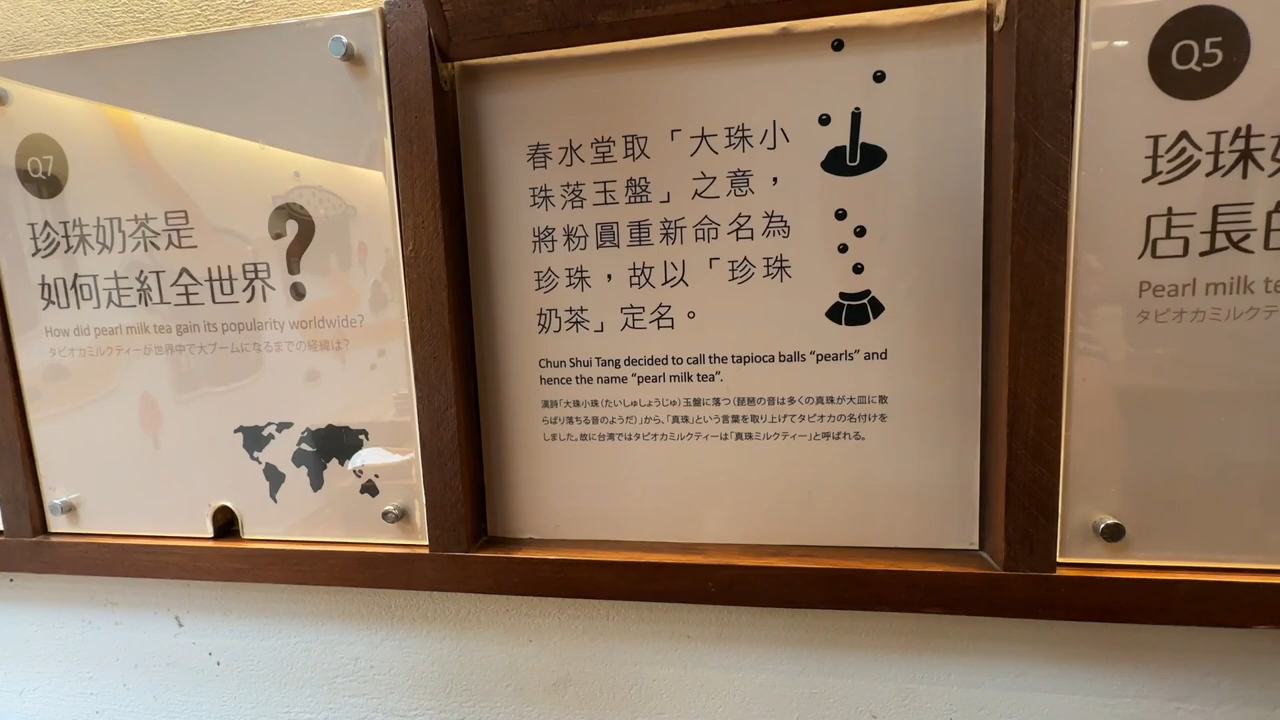 Q7
珍珠奶茶是
如何走紅全世界?
How did pearl milk tea gain its popularity worldwide?
タピオカミルクティーが世界中で大ブームになるまでの経緯は?
春水堂取「大珠小
珠落玉盤」之意，
將粉圓重新命名為
珍珠，故以「珍珠
奶茶」定名。
Chun Shui Tang decided to call the tapioca balls “pearls” and
hence the name “pearl milk tea”.
漢詩「大珠小珠(たいしゅしょうじゅ)玉盤に落つ(琵琶の音は多くの真珠が大皿に散
らばり落ちる音のようだ)」から、「真珠」という言葉を取り上げてタピオカの名付けを
しました。故に台湾ではタピオカミルクティーは「真珠ミルクティー」と呼ばれる。
Q5
珍珠
店長
Pearl milk
タピオカミルクテ